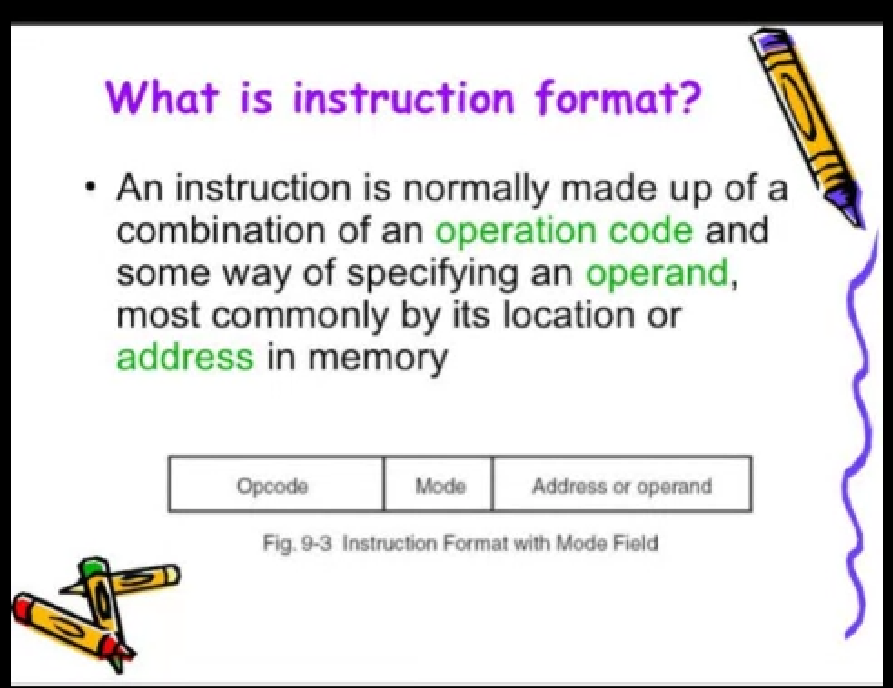 What is instruction format?
• An instruction is normally made up of a
combination of an operation code and
some way of specifying an operand,
most commonly by its location or
address in memory
Opcode Mode Address or operand
Fig. 9-3 Instruction Format with Mode Field